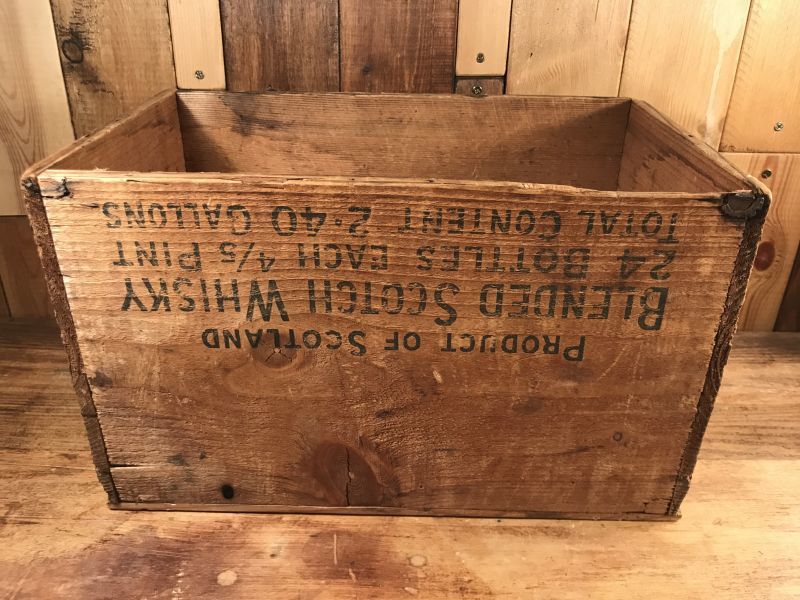 PRODUCT OF SCOTLAND
BLENDED SCOTCH WHISKY
24 BOTTLES EACH 4/5 PINT
TOTAL CONTENT 2·40 GALLONS.